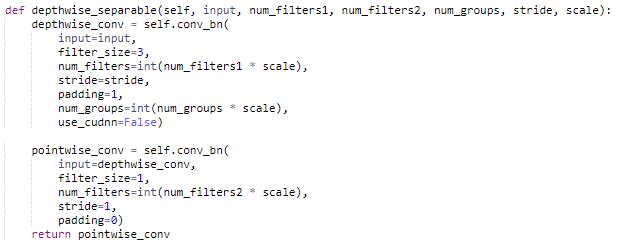 def depthwise_separable(self, input, num_filters1, num_filters2, num_groups, stride, scale):
    depthwise_conv = self.conv_bn(
        input=input,
        filter_size=3,
        num_filters=int(num_filters1 * scale),
        stride=stride,
        padding=1,
        num_groups=int(num_groups * scale),
        use_cudnn=False)

    pointwise_conv = self.conv_bn(
        input=depthwise_conv,
        filter_size=1,
        num_filters=int(num_filters2 * scale),
        stride=1,
        padding=0)
    return pointwise_conv